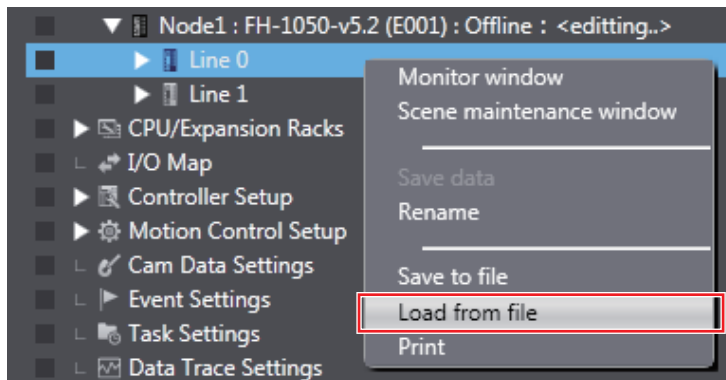 Node1 : FH-1050-v5.2 (E001) : Offline : <editting..>
Line 0
Line 1
CPU/Expansion Racks
I/O Map
Controller Setup
Motion Control Setup
Cam Data Settings
Event Settings
Task Settings
Data Trace Settings
Monitor window
Scene maintenance window
Save data
Rename
Save to file
Load from file
Print